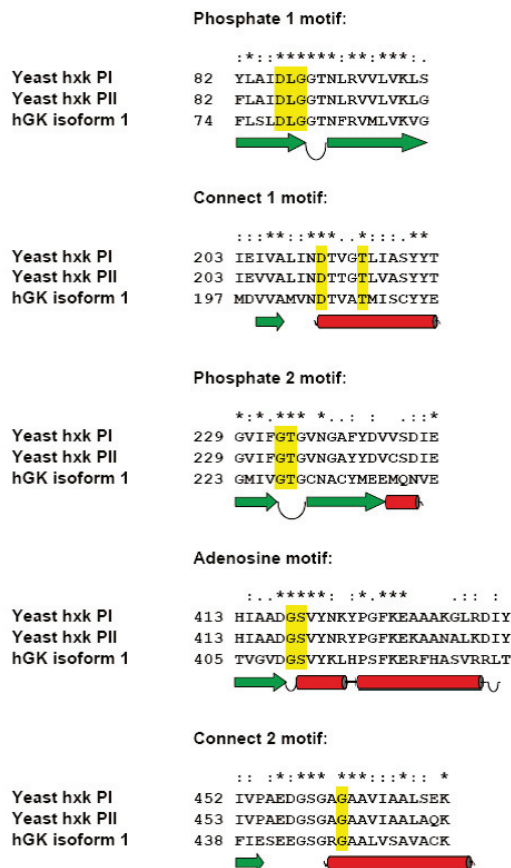 Phosphate 1 motif:
:*::******:**:***:.
Yeast hxk PI 82 YLAIDLGGTNLRVVLVKLS
Yeast hxk PII 82 FLAIDLGGTNLRVVLVKLG
hGK isoform 1 74 FLSLDLGGTNFRVMLVKVG
Connect 1 motif:
:::**::****..*:::.**
Yeast hxk PI 203 IEIVALINDTVGTLIASYYT
Yeast hxk PII 203 IEVVALINDTTGTLVASYYT
hGK isoform 1 197 MDVVAMVNDTVATMISCYYE
Phosphate 2 motif:
*:*.*** *..: : .::*
Yeast hxk PI 229 GVIFGTGVNGAFYDVVSDIE
Yeast hxk PII 229 GVIFGTGVNGAYYDVCSDIE
hGK isoform 1 223 GMIVGTGCNACYMEEMQNVE
Adenosine motif:
:..*****: :*.*** .:: :
Yeast hxk PI 413 HIAADGSVYNKYPGFKEAAAKGLRDIY
Yeast hxk PII 413 HIAADGSVYNRYPGFKEKAANALKDIY
hGK isoform 1 405 TVGVDGSVYKLHPSFKERFHASVRRLT
Connect 2 motif:
:: :*:*** ***:::*:: *
Yeast hxk PI 452 IVPAEDGSGAGAAVIAALSEK
Yeast hxk PII 453 IVPAEDGSGAGAAVIAALAQK
hGK isoform 1 438 FIESEEGSGRGAALVSAVACK